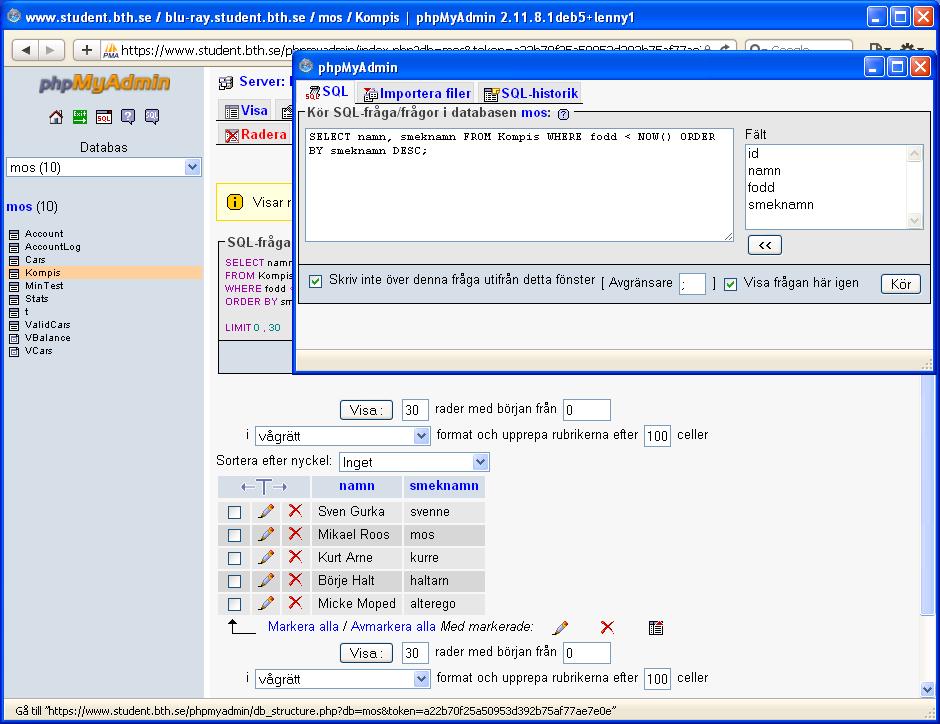 www.student.bth.se / blu-ray.student.bth.se / mos / Kompis | phpMyAdmin 2.11.8.1deb5+lenny1
https://www.student.bth.se/phpmyadmin/index.php?db=mos&token=a22b70f25a50953d392b75af77ae7
Google
phpMyAdmin
Databas
mos (10)
mos (10)
Account
AccountLog
Cars
Kompis
MinTest
Stats
t
ValidCars
VBalance
VCars
Server:
Visa
Radera
Visar
SQL-fråga
SELECT namn
FROM Kompis
WHERE fodd
ORDER BY sm
LIMIT 0 , 30
phpMyAdmin
SQL
Importera filer
SQL-historik
Kör SQL-fråga/frågor i databasen mos:
SELECT namn, smeknamn FROM Kompis WHERE fodd < NOW() ORDER
BY smeknamn DESC;
Fält
id
namn
fodd
smeknamn
<<
Skriv inte över denna fråga utifrån detta fönster [ Avgränsare ; ] Visa frågan här igen Kör
Visa : 30 rader med början från 0
i vågrätt format och upprepa rubrikerna efter 100 celler
Sortera efter nyckel: Inget
←T→ namn smeknamn
Sven Gurka svenne
Mikael Roos mos
Kurt Arne kurre
Börje Halt haltarn
Micke Moped alterego
Markera alla / Avmarkera alla Med markerade:
Visa : 30 rader med början från 0
i vågrätt format och upprepa rubrikerna efter 100 celler
Gå till "https://www.student.bth.se/phpmyadmin/db_structure.php?db=mos&token=a22b70f25a50953d392b75af77ae7e0e"